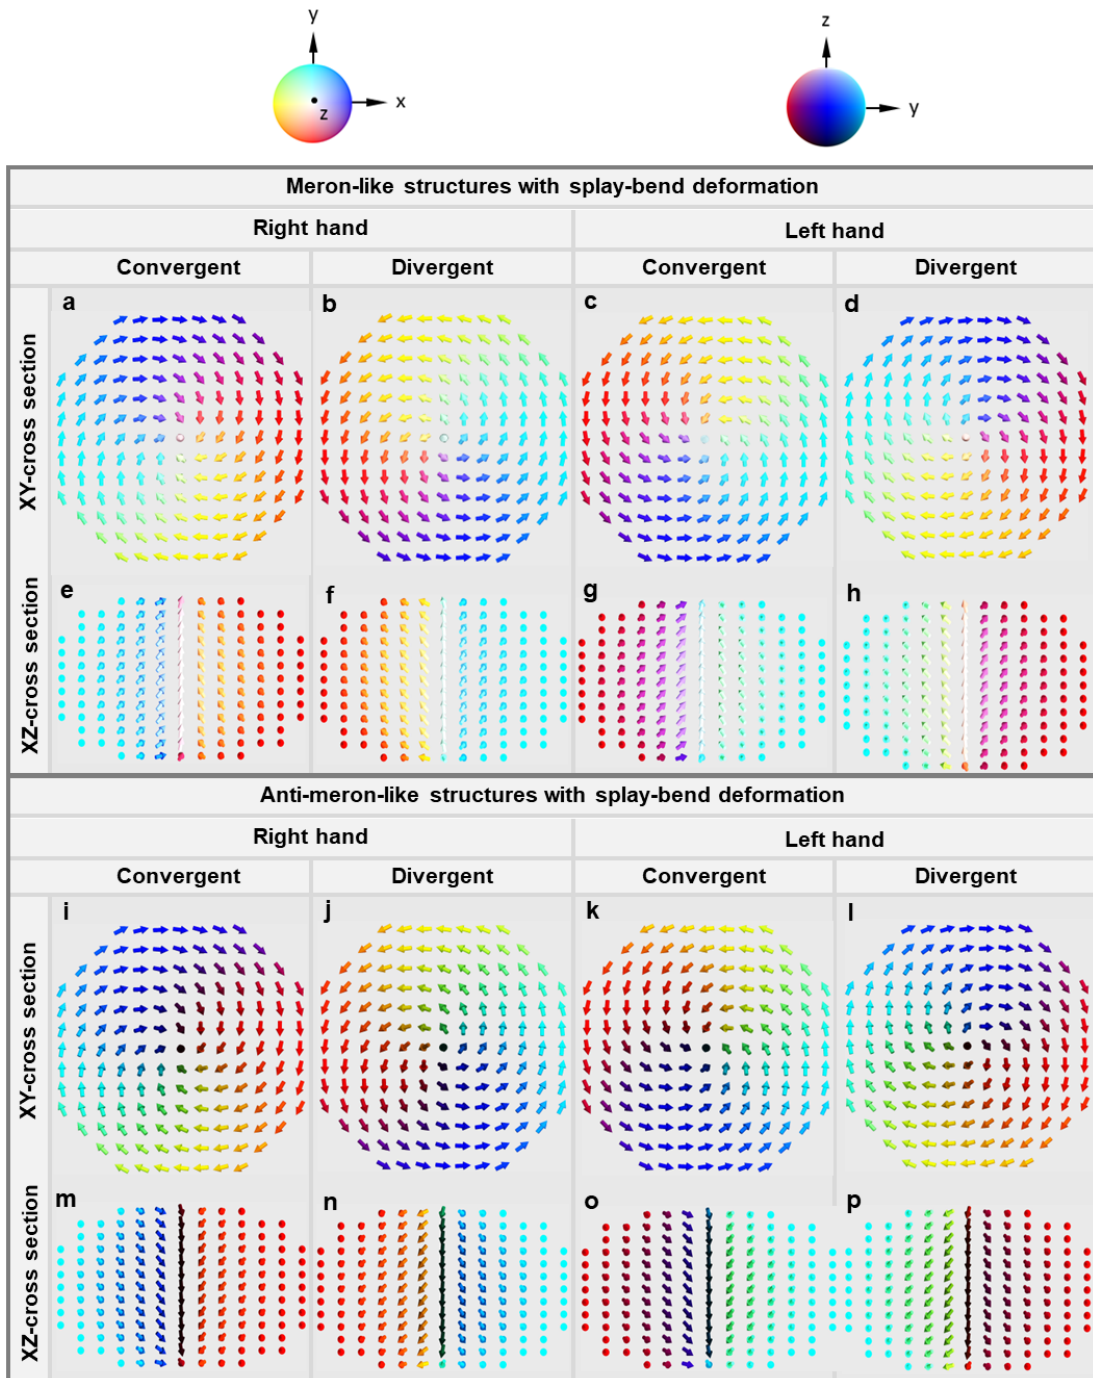 y
z
x
z
y
Meron-like structures with splay-bend deformation
Right hand
Left hand
Convergent
Divergent
Convergent
Divergent
XY-cross section
a
b
c
d
XZ-cross section
e
f
g
h
Anti-meron-like structures with splay-bend deformation
Right hand
Left hand
Convergent
Divergent
Convergent
Divergent
XY-cross section
i
j
k
l
XZ-cross section
m
n
o
p